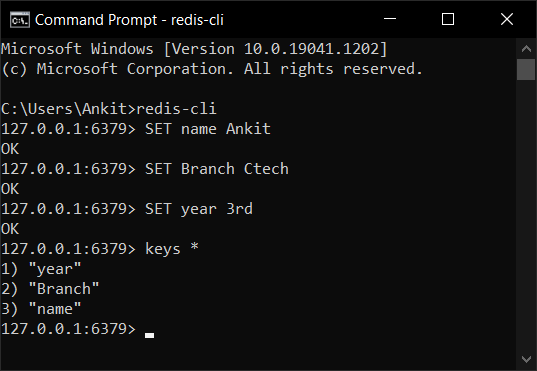 Command Prompt - redis-cli
Microsoft Windows [Version 10.0.19041.1202]
(c) Microsoft Corporation. All rights reserved.
C:\Users\Ankit>redis-cli
127.0.0.1:6379> SET name Ankit
OK
127.0.0.1:6379> SET Branch Ctech
OK
127.0.0.1:6379> SET year 3rd
OK
127.0.0.1:6379> keys *
1) "year"
2) "Branch"
3) "name"
127.0.0.1:6379>